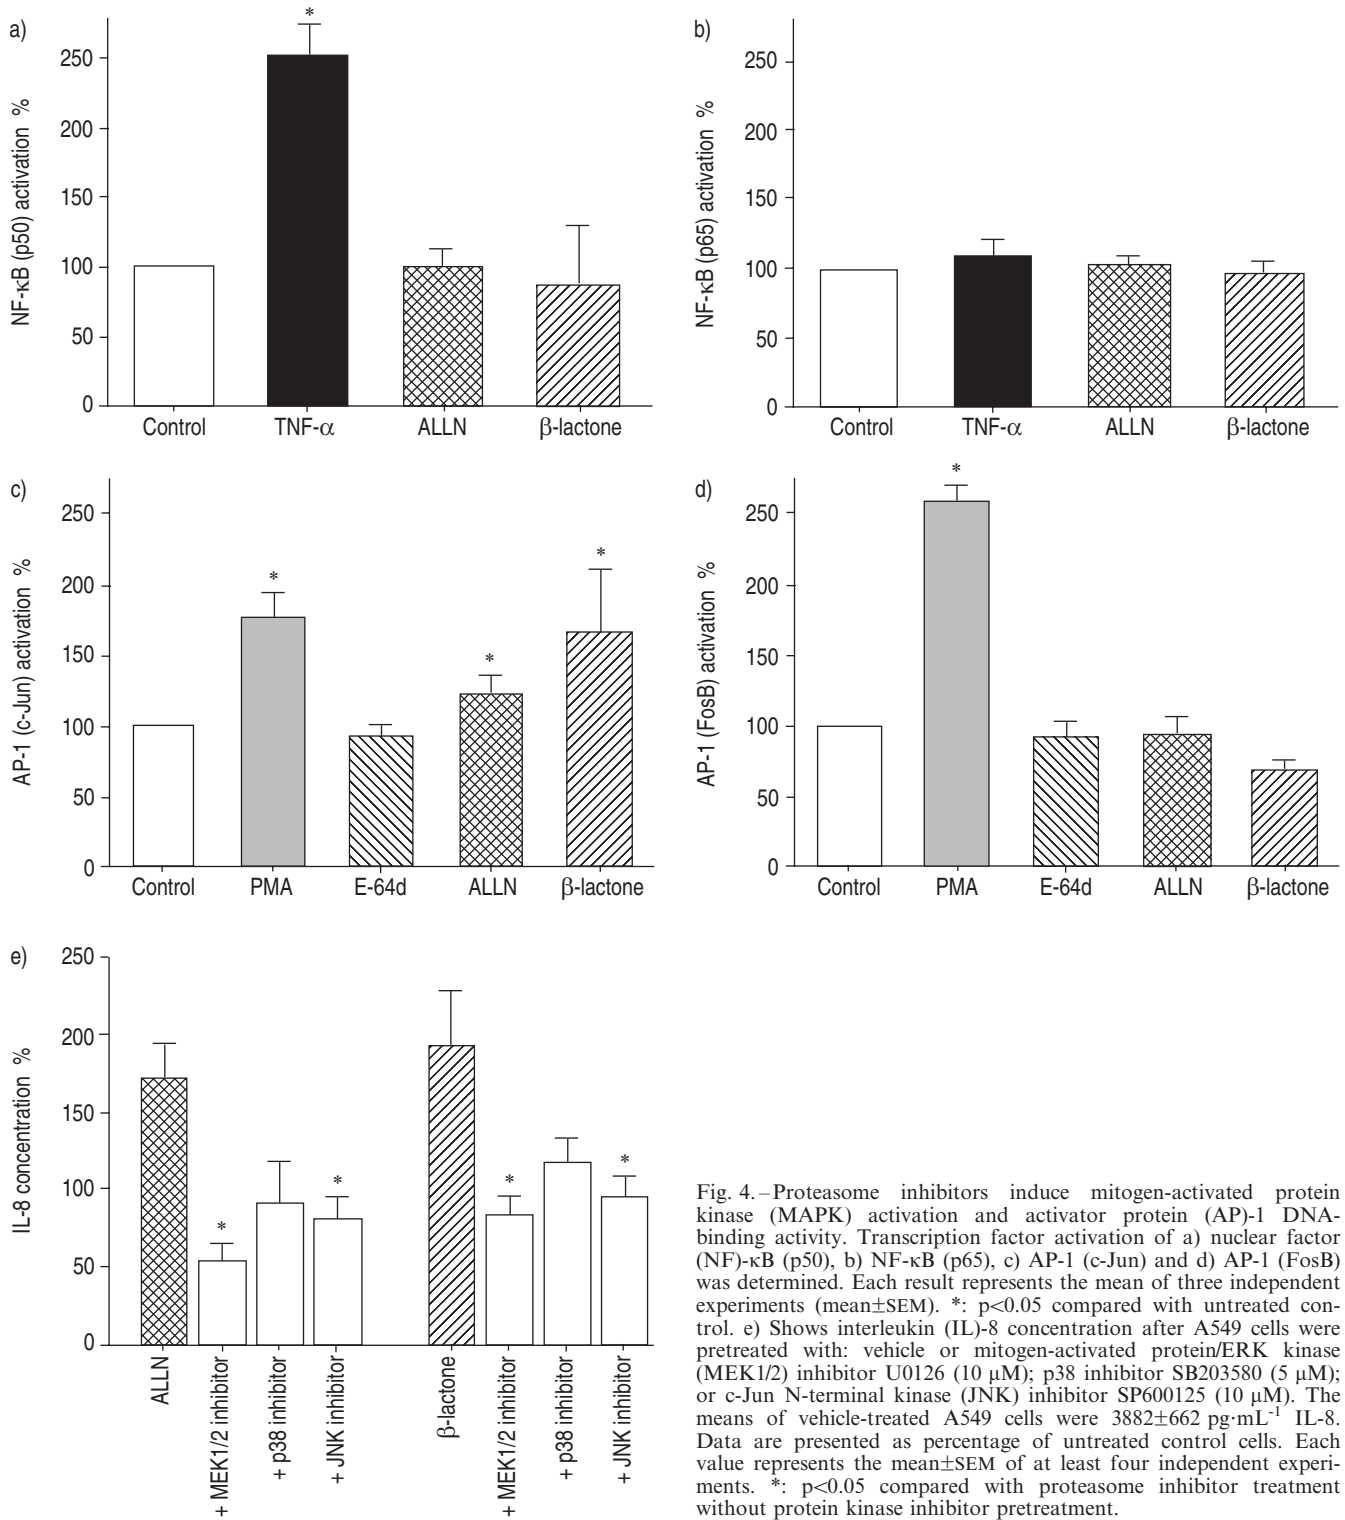 a)
NF-κB (p50) activation %
250
200
150
100
50
0
*
Control TNF-α ALLN β-lactone
b)
NF-κB (p65) activation %
250
200
150
100
50
0
Control TNF-α ALLN β-lactone
c)
AP-1 (c-Jun) activation %
250
200
150
100
50
0
* * *
Control PMA E-64d ALLN β-lactone
d)
AP-1 (FosB) activation %
250
200
150
100
50
0
*
Control PMA E-64d ALLN β-lactone
e)
IL-8 concentration %
250
200
150
100
50
0
* * * *
ALLN
+ MEK1/2 inhibitor
+ p38 inhibitor
+ JNK inhibitor
β-lactone
+ MEK1/2 inhibitor
+ p38 inhibitor
+ JNK inhibitor
Fig. 4. – Proteasome inhibitors induce mitogen-activated protein
kinase (MAPK) activation and activator protein (AP)-1 DNA-
binding activity. Transcription factor activation of a) nuclear factor
(NF)-κB (p50), b) NF-κB (p65), c) AP-1 (c-Jun) and d) AP-1 (FosB)
was determined. Each result represents the mean of three independent
experiments (mean±SEM). *: p<0.05 compared with untreated con-
trol. e) Shows interleukin (IL)-8 concentration after A549 cells were
pretreated with: vehicle or mitogen-activated protein/ERK kinase
(MEK1/2) inhibitor U0126 (10 μM); p38 inhibitor SB203580 (5 μM);
or c-Jun N-terminal kinase (JNK) inhibitor SP600125 (10 μM). The
means of vehicle-treated A549 cells were 3882±662 pg·mL⁻¹ IL-8.
Data are presented as percentage of untreated control cells. Each
value represents the mean±SEM of at least four independent experi-
ments. *: p<0.05 compared with proteasome inhibitor treatment
without protein kinase inhibitor pretreatment.